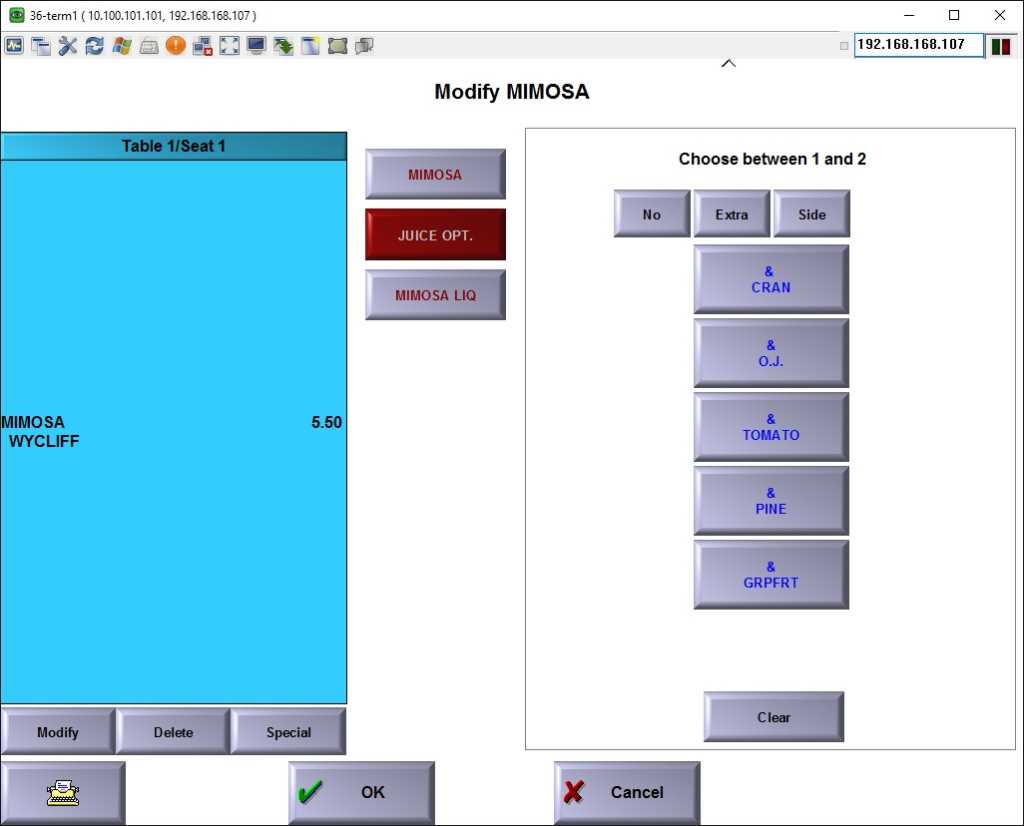 36-term1 ( 10.100.101.101, 192.168.168.107 )
192.168.168.107
Modify MIMOSA
Table 1/Seat 1
MIMOSA 5.50
WYCLIFF
MIMOSA
JUICE OPT.
MIMOSA LIQ
Choose between 1 and 2
No Extra Side
&
CRAN
&
O.J.
&
TOMATO
&
PINE
&
GRPFRT
Clear
Modify Delete Special
OK Cancel